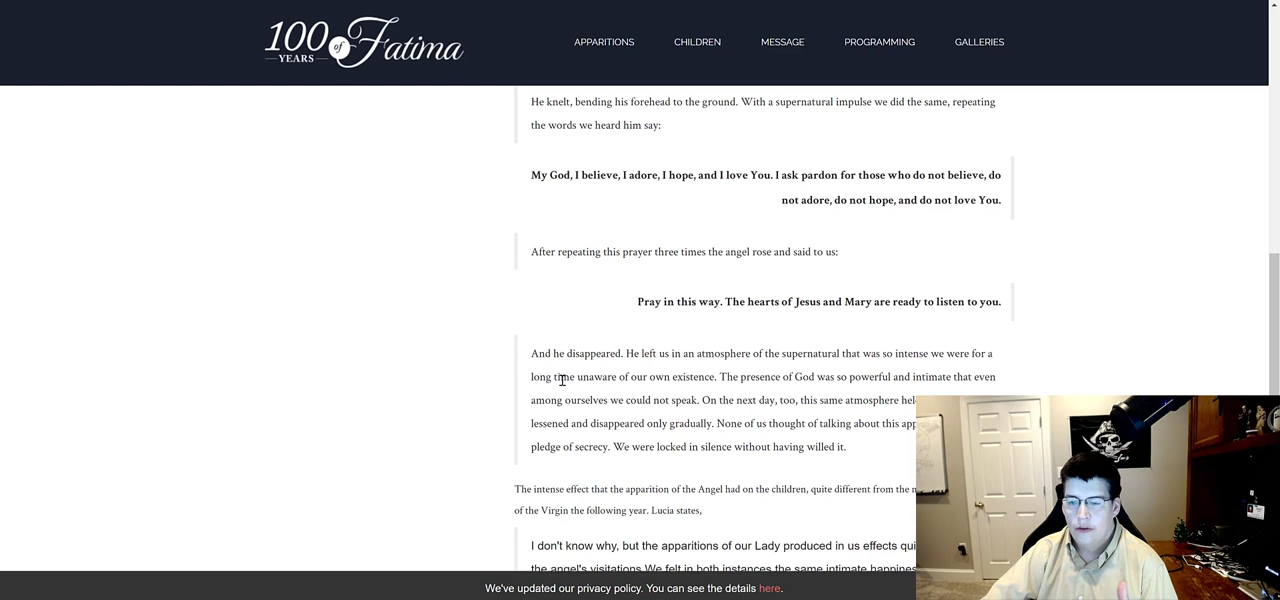 100 of Fatima
YEARS
APPARITIONS CHILDREN MESSAGE PROGRAMMING GALLERIES
He knelt, bending his forehead to the ground. With a supernatural impulse we did the same, repeating
the words we heard him say:
My God, I believe, I adore, I hope, and I love You. I ask pardon for those who do not believe, do
not adore, do not hope, and do not love You.
After repeating this prayer three times the angel rose and said to us:
Pray in this way. The hearts of Jesus and Mary are ready to listen to you.
And he disappeared. He left us in an atmosphere of the supernatural that was so intense we were for a
long time unaware of our own existence. The presence of God was so powerful and intimate that even
among ourselves we could not speak. On the next day, too, this same atmosphere
lessened and disappeared only gradually. None of us thought of talking about this
pledge of secrecy. We were locked in silence without having willed it.
The intense effect that the apparition of the Angel had on the children, quite different from the
of the Virgin the following year. Lucia states,
I don't know why, but the apparitions of our Lady produced in us effects
the angel's visitations. We felt in both instances the same intimate
We've updated our privacy policy. You can see the details here.